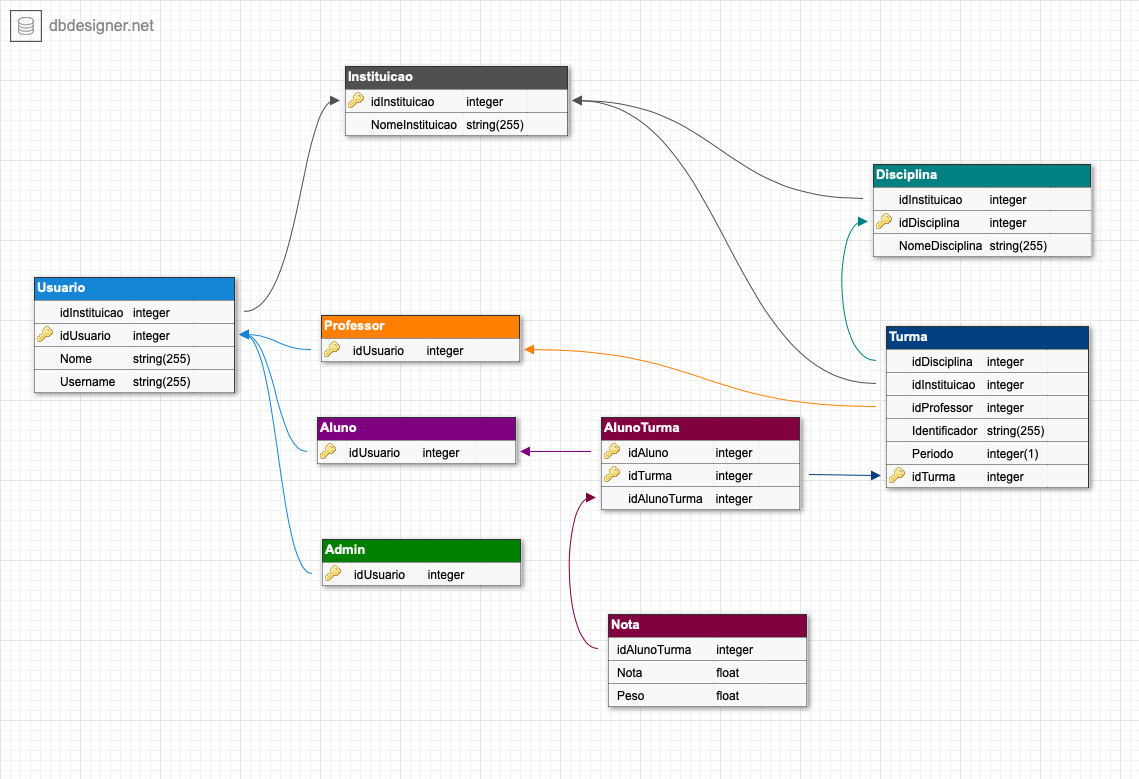 dbdesigner.net
Instituicao
idInstituicao integer
NomeInstituicao string(255)
Disciplina
idInstituicao integer
idDisciplina integer
NomeDisciplina string(255)
Usuario
idInstituicao integer
idUsuario integer
Nome string(255)
Username string(255)
Professor
idUsuario integer
Turma
idDisciplina integer
idInstituicao integer
idProfessor integer
Identificador string(255)
Periodo integer(1)
idTurma integer
Aluno
idUsuario integer
AlunoTurma
idAluno integer
idTurma integer
idAlunoTurma integer
Admin
idUsuario integer
Nota
idAlunoTurma integer
Nota float
Peso float